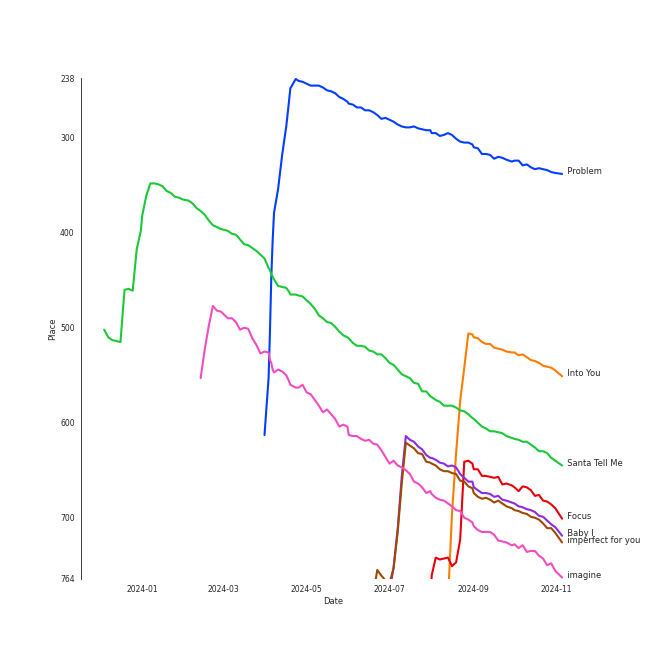 238
300
400
500
600
700
764
Place
2024-01
2024-03
2024-05
2024-07
2024-09
2024-11
Date
Problem
Into You
Santa Tell Me
Focus
Baby I
imperfect for you
imagine